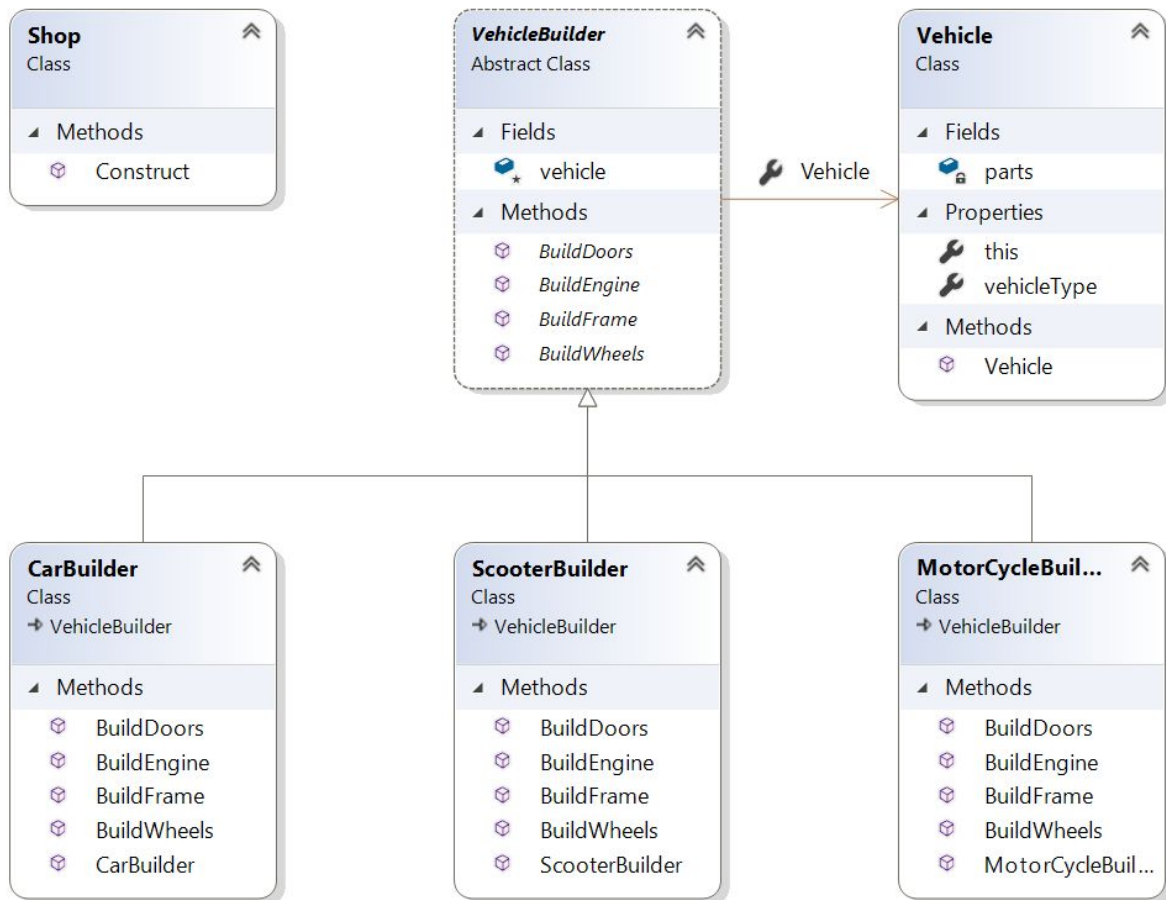 Shop
Class
Methods
Construct
VehicleBuilder
Abstract Class
Fields
vehicle
Methods
BuildDoors
BuildEngine
BuildFrame
BuildWheels
Vehicle
Vehicle
Class
Fields
parts
Properties
this
vehicleType
Methods
Vehicle
CarBuilder
Class
VehicleBuilder
Methods
BuildDoors
BuildEngine
BuildFrame
BuildWheels
CarBuilder
ScooterBuilder
Class
VehicleBuilder
Methods
BuildDoors
BuildEngine
BuildFrame
BuildWheels
ScooterBuilder
MotorCycleBuil...
Class
VehicleBuilder
Methods
BuildDoors
BuildEngine
BuildFrame
BuildWheels
MotorCycleBuil...